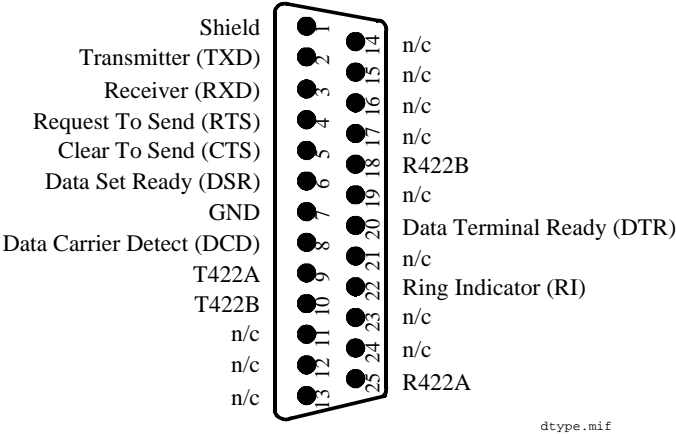 Shield 1
Transmitter (TXD) 2
Receiver (RXD) 3
Request To Send (RTS) 4
Clear To Send (CTS) 5
Data Set Ready (DSR) 6
GND 7
Data Carrier Detect (DCD) 8
T422A 9
T422B 10
n/c 11
n/c 12
n/c 13
14 n/c
15 n/c
16 n/c
17 n/c
18 R422B
19 n/c
20 Data Terminal Ready (DTR)
21 n/c
22 Ring Indicator (RI)
23 n/c
24 n/c
25 R422A
dtype.mif